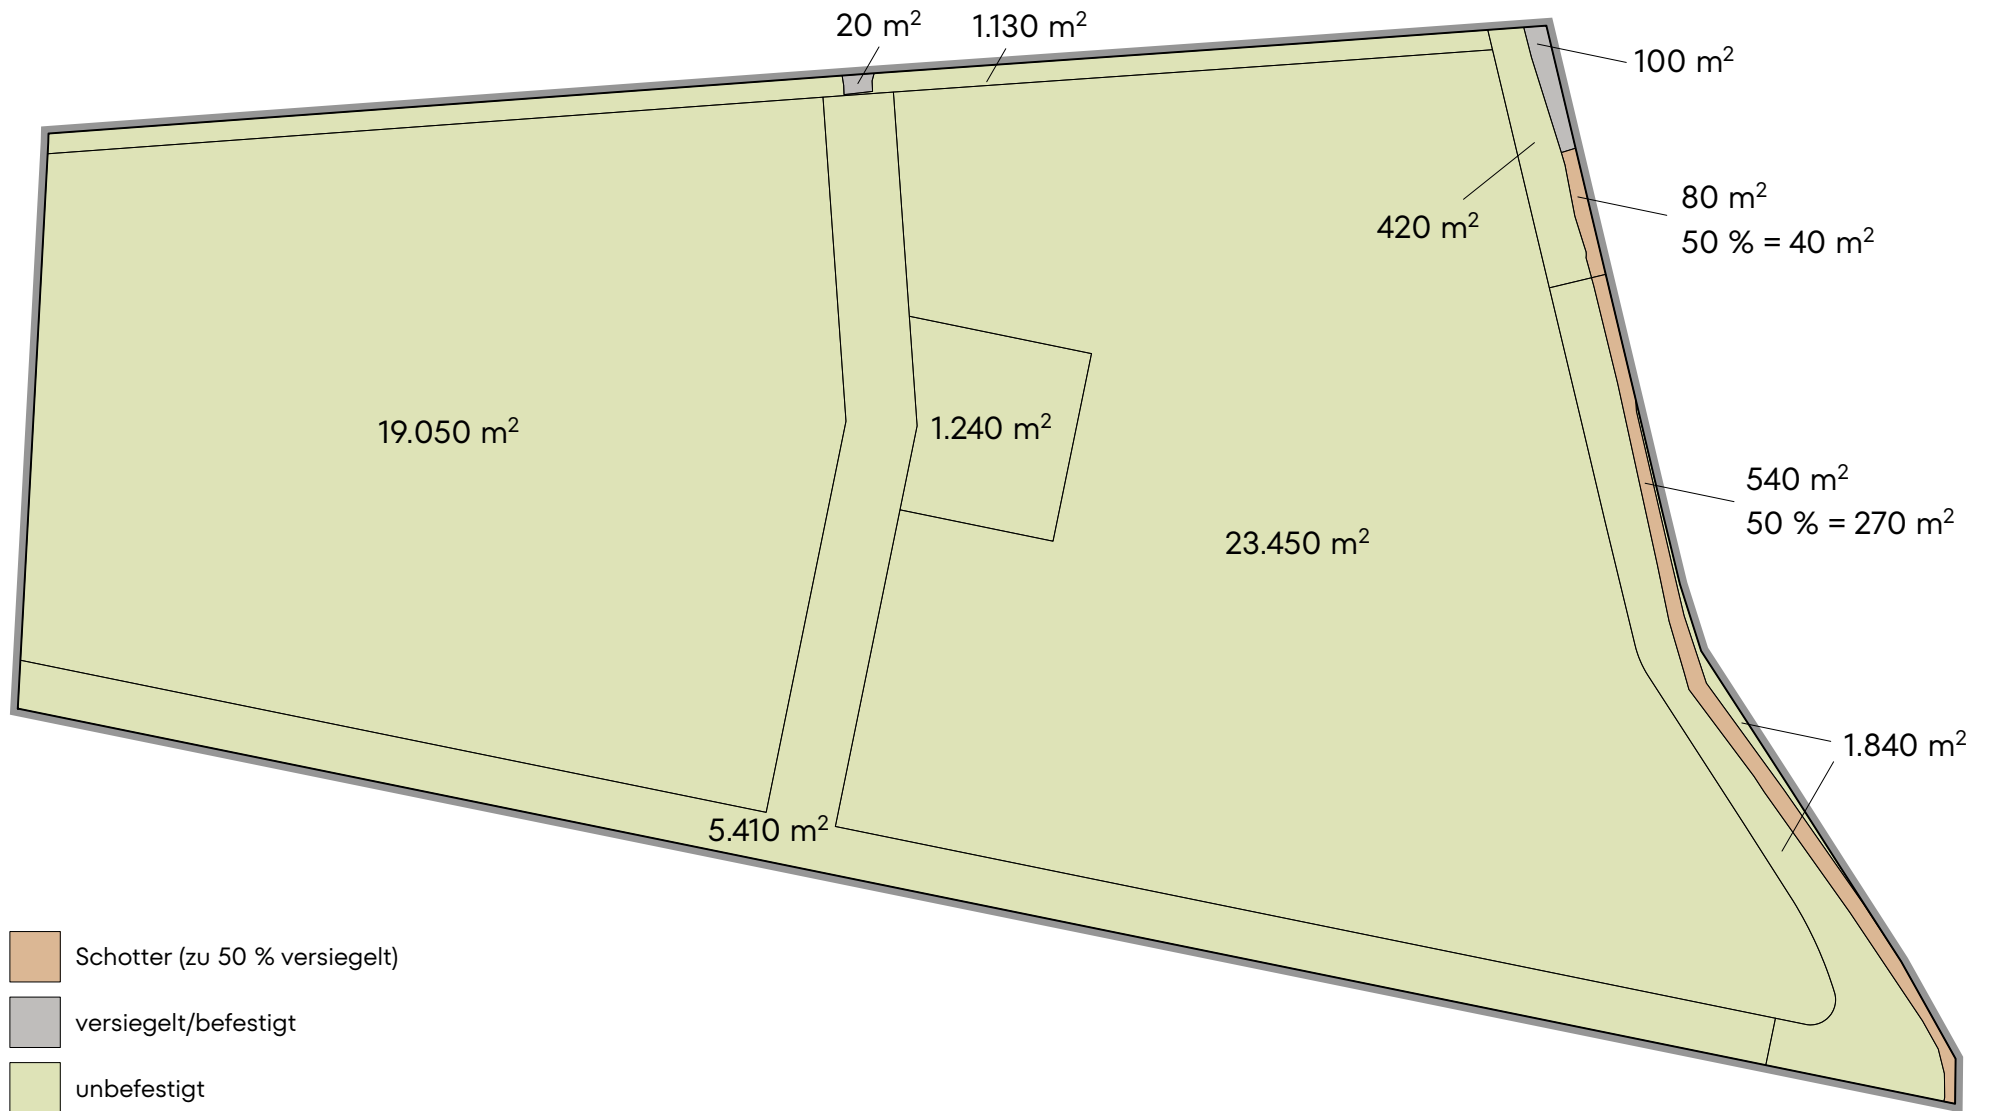 20 m²
1.130 m²
100 m²
80 m²
50 % = 40 m²
420 m²
19.050 m²
1.240 m²
23.450 m²
540 m²
50 % = 270 m²
1.840 m²
5.410 m²
Schotter (zu 50 % versiegelt)
versiegelt/befestigt
unbefestigt